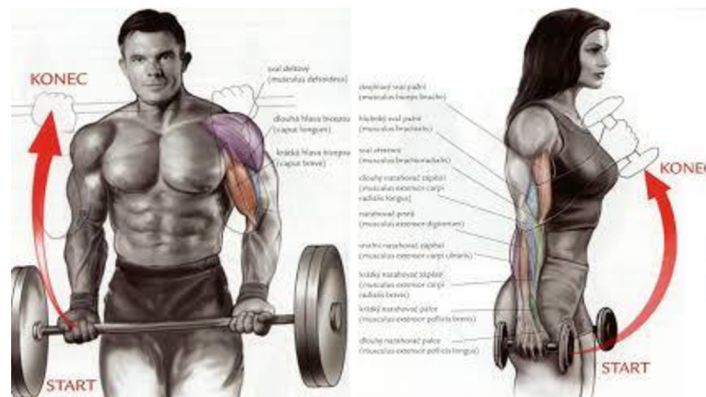 KONEC
sval deltový
(musculus deltoideus)
dlouhá hlava bicepsu
(caput longum)
krátká hlava bicepsu
(caput breve)
START
dvojhlavý sval pažní
(musculus biceps brachii)
hluboký sval pažní
(musculus brachialis)
sval vřetenní
(musculus brachioradialis)
dlouhý natahovač zápěstí
(musculus extensor carpi
radialis longus)
natahovač prstů
(musculus extensor digitorum)
vnitřní natahovač zápěstí
(musculus extensor carpi ulnaris)
krátký natahovač zápěstí
(musculus extensor carpi
radialis brevis)
krátký natahovač palce
(musculus extensor pollicis brevis)
dlouhý natahovač palce
(musculus extensor pollicis longus)
KONEC
START